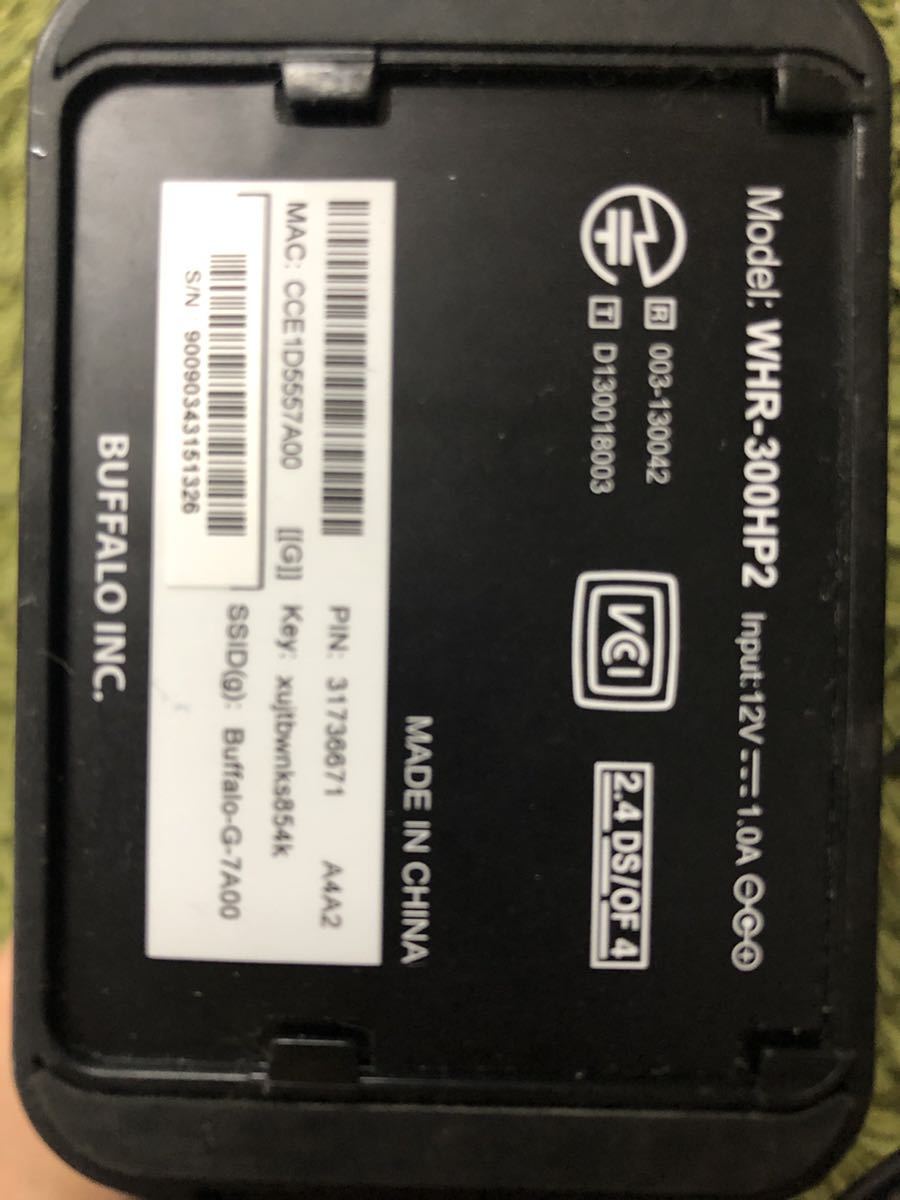 Model: WHR-300HP2 Input:12V 1.0A
R 003-130042
T D130018003
VCCI
2.4 DS/OF 4
MADE IN CHINA
PIN: 31736671 A4A2
MAC: CCE1D5557A00 [[G]] Key: xujtbwnks854k
SSID(g): Buffalo-G-7A00
S/N 90090343151326
BUFFALO INC.